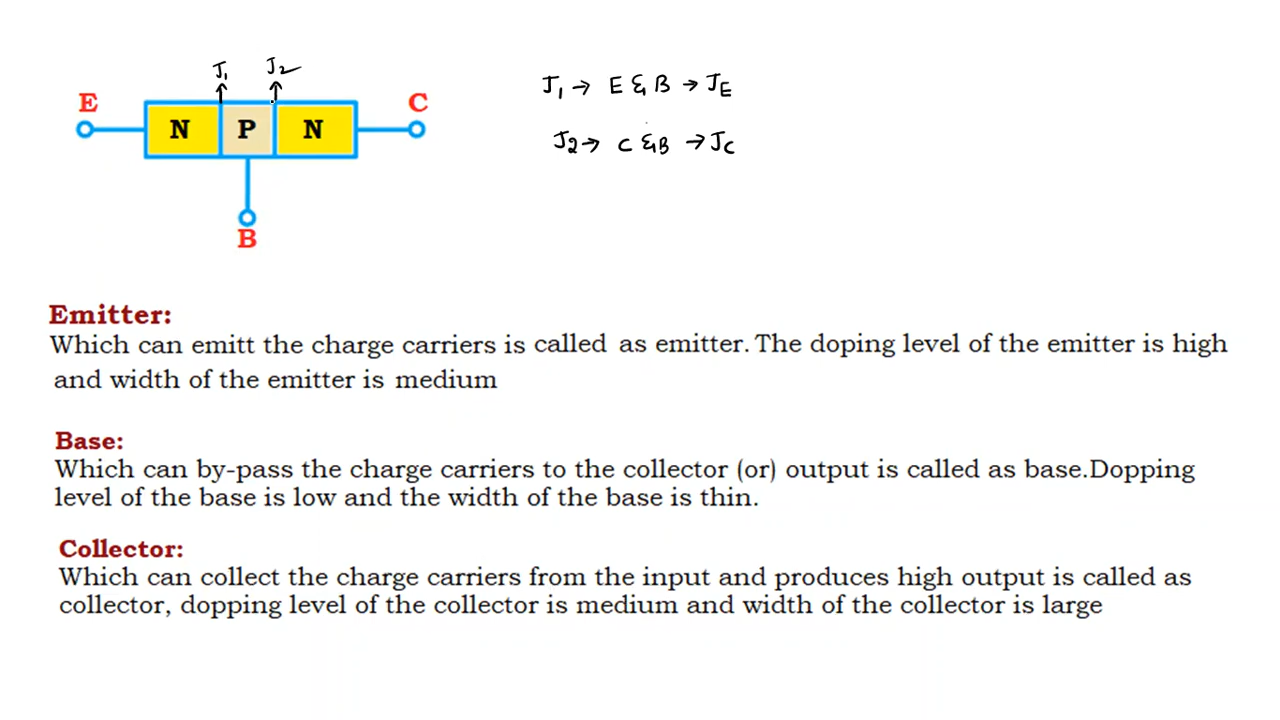 J1 J2
E N P N C
B
J1 → E & B → JE
J2 → C & B → JC
Emitter:
Which can emitt the charge carriers is called as emitter. The doping level of the emitter is high
and width of the emitter is medium
Base:
Which can by-pass the charge carriers to the collector (or) output is called as base.Dopping
level of the base is low and the width of the base is thin.
Collector:
Which can collect the charge carriers from the input and produces high output is called as
collector, dopping level of the collector is medium and width of the collector is large